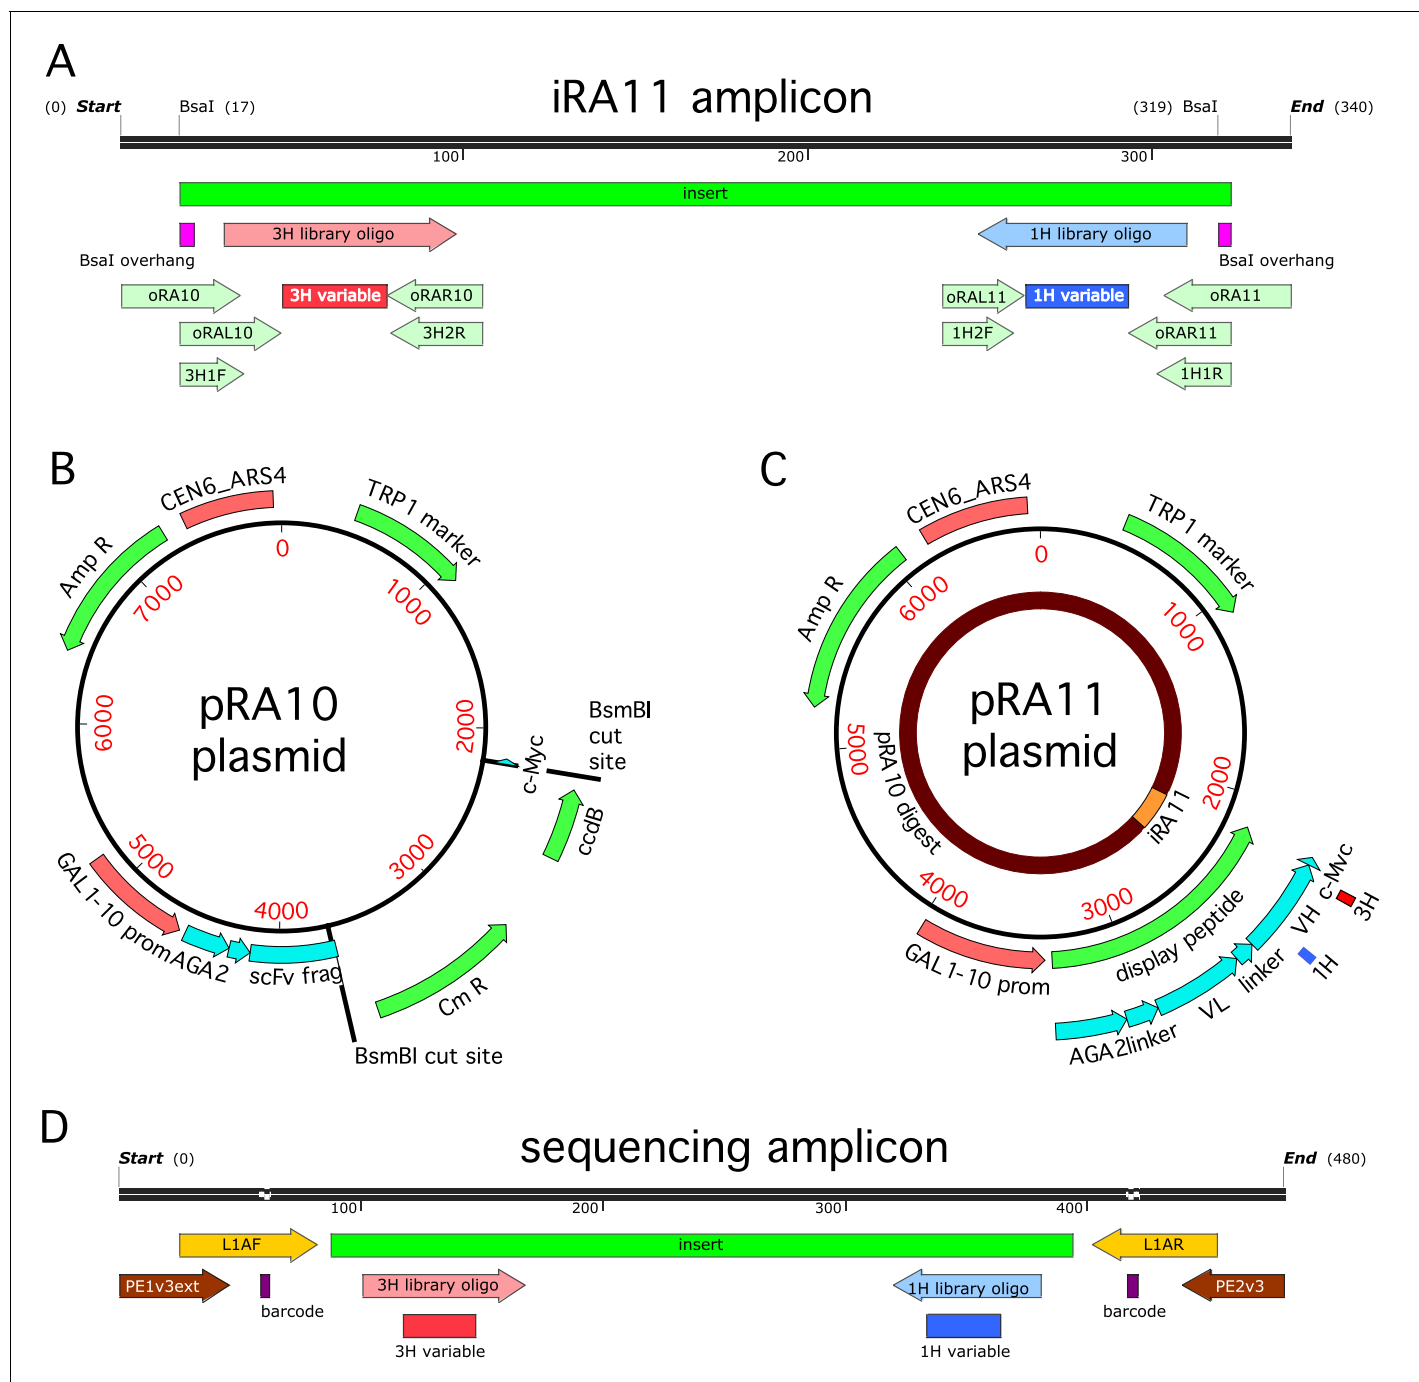 A
iRA11 amplicon
(0) Start
BsaI (17)
(319) BsaI
End (340)
100
200
300
insert
3H library oligo
1H library oligo
BsaI overhang
BsaI overhang
oRA10
3H variable
oRAR10
oRAL11
1H variable
oRA11
oRAL10
3H2R
1H2F
oRAR11
3H1F
1H1R
B
CEN6_ARS4
TRP1 marker
Amp R
0
1000
2000
3000
4000
5000
6000
7000
pRA10
plasmid
BsmBI
cut
site
c-Myc
ccdB
Cm R
BsmBI cut site
scFv frag
AGA2
GAL1-10 prom
C
CEN6_ARS4
TRP1 marker
Amp R
0
1000
2000
3000
4000
5000
6000
pRA11
plasmid
pRA10 digest
iRA11
display peptide
GAL1-10 prom
AGA2
linker
VL
linker
VH
c-Myc
3H
1H
D
sequencing amplicon
Start (0)
End (480)
100
200
300
400
L1AF
insert
L1AR
PE1v3ext
3H library oligo
1H library oligo
PE2v3
barcode
barcode
3H variable
1H variable